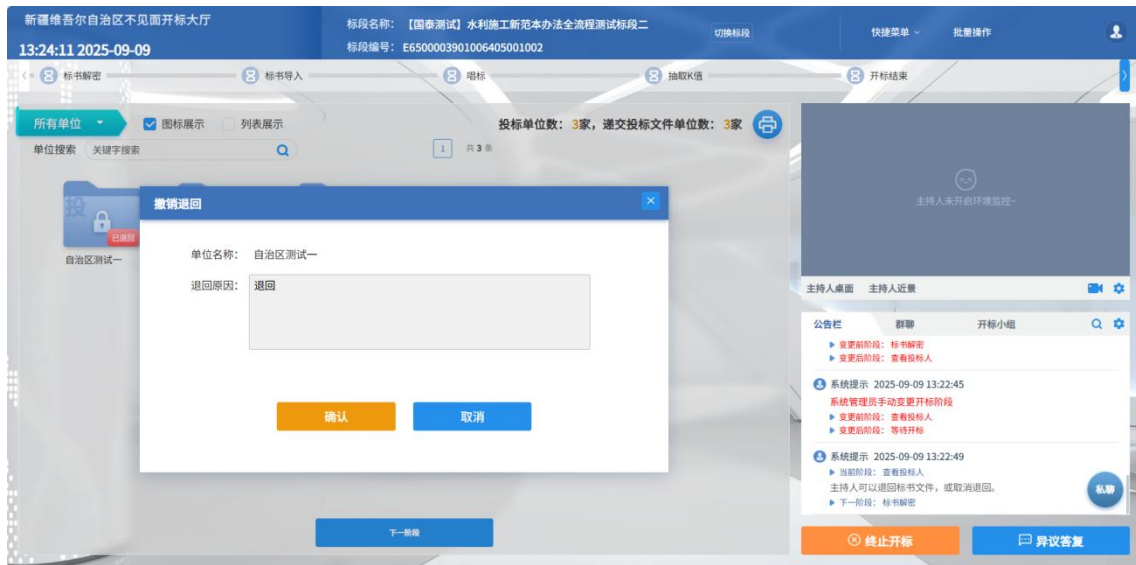 新疆维吾尔自治区不见面开标大厅
13:24:11 2025-09-09
标段名称： 【国泰测试】水利施工新范本办法全流程测试标段二
标段编号： E6500003901006405001002
切换标段
快捷菜单
批量操作
标书解密
标书导入
唱标
抽取K值
开标结束
所有单位
图标展示
列表展示
投标单位数： 3家，递交投标文件单位数： 3家
单位搜索
关键字搜索
1
共 3 条
投
已退回
自治区测试一
撤销退回
单位名称： 自治区测试一
退回原因： 退回
确认
取消
下一阶段
主持人未开启环境监控~
主持人桌面
主持人近景
公告栏
群聊
开标小组
变更前阶段： 标书解密
变更后阶段： 查看投标人
系统提示 2025-09-09 13:22:45
系统管理员手动变更开标阶段
变更前阶段： 查看投标人
变更后阶段： 等待开标
系统提示 2025-09-09 13:22:49
当前阶段： 查看投标人
主持人可以退回标书文件，或取消退回。
下一阶段： 标书解密
私聊
终止开标
异议答复